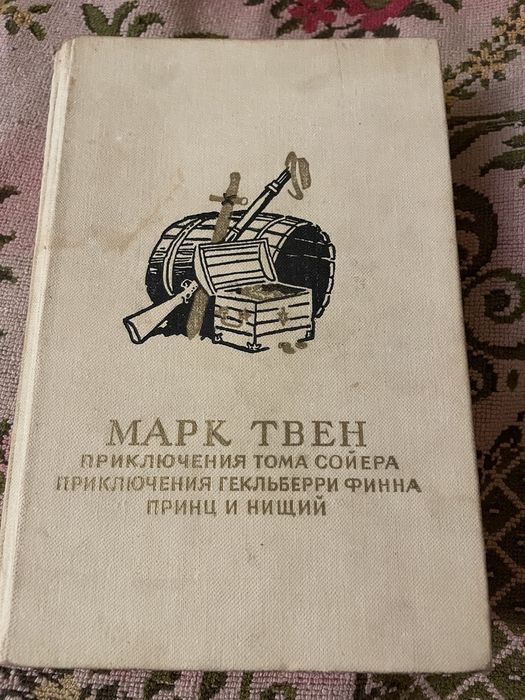 МАРК ТВЕН
ПРИКЛЮЧЕНИЯ ТОМА СОЙЕРА
ПРИКЛЮЧЕНИЯ ГЕКЛЬБЕРРИ ФИННА
ПРИНЦ И НИЩИЙ